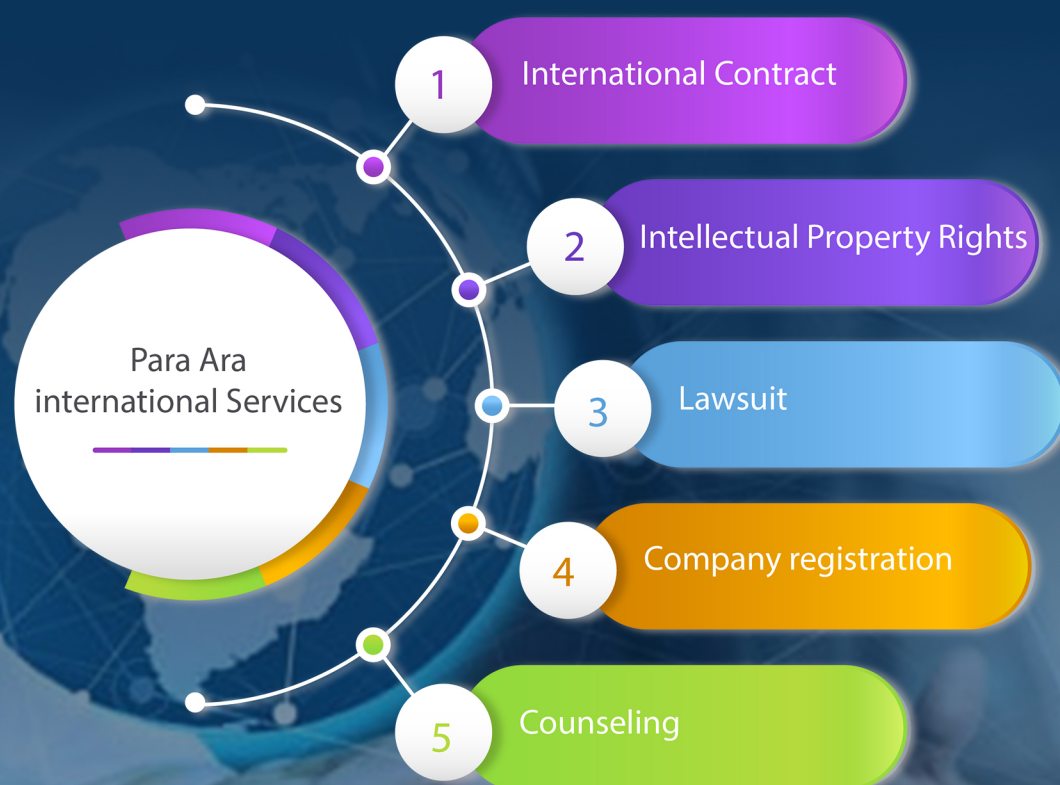 Para Ara
international Services
1
International Contract
2
Intellectual Property Rights
3
Lawsuit
4
Company registration
5
Counseling